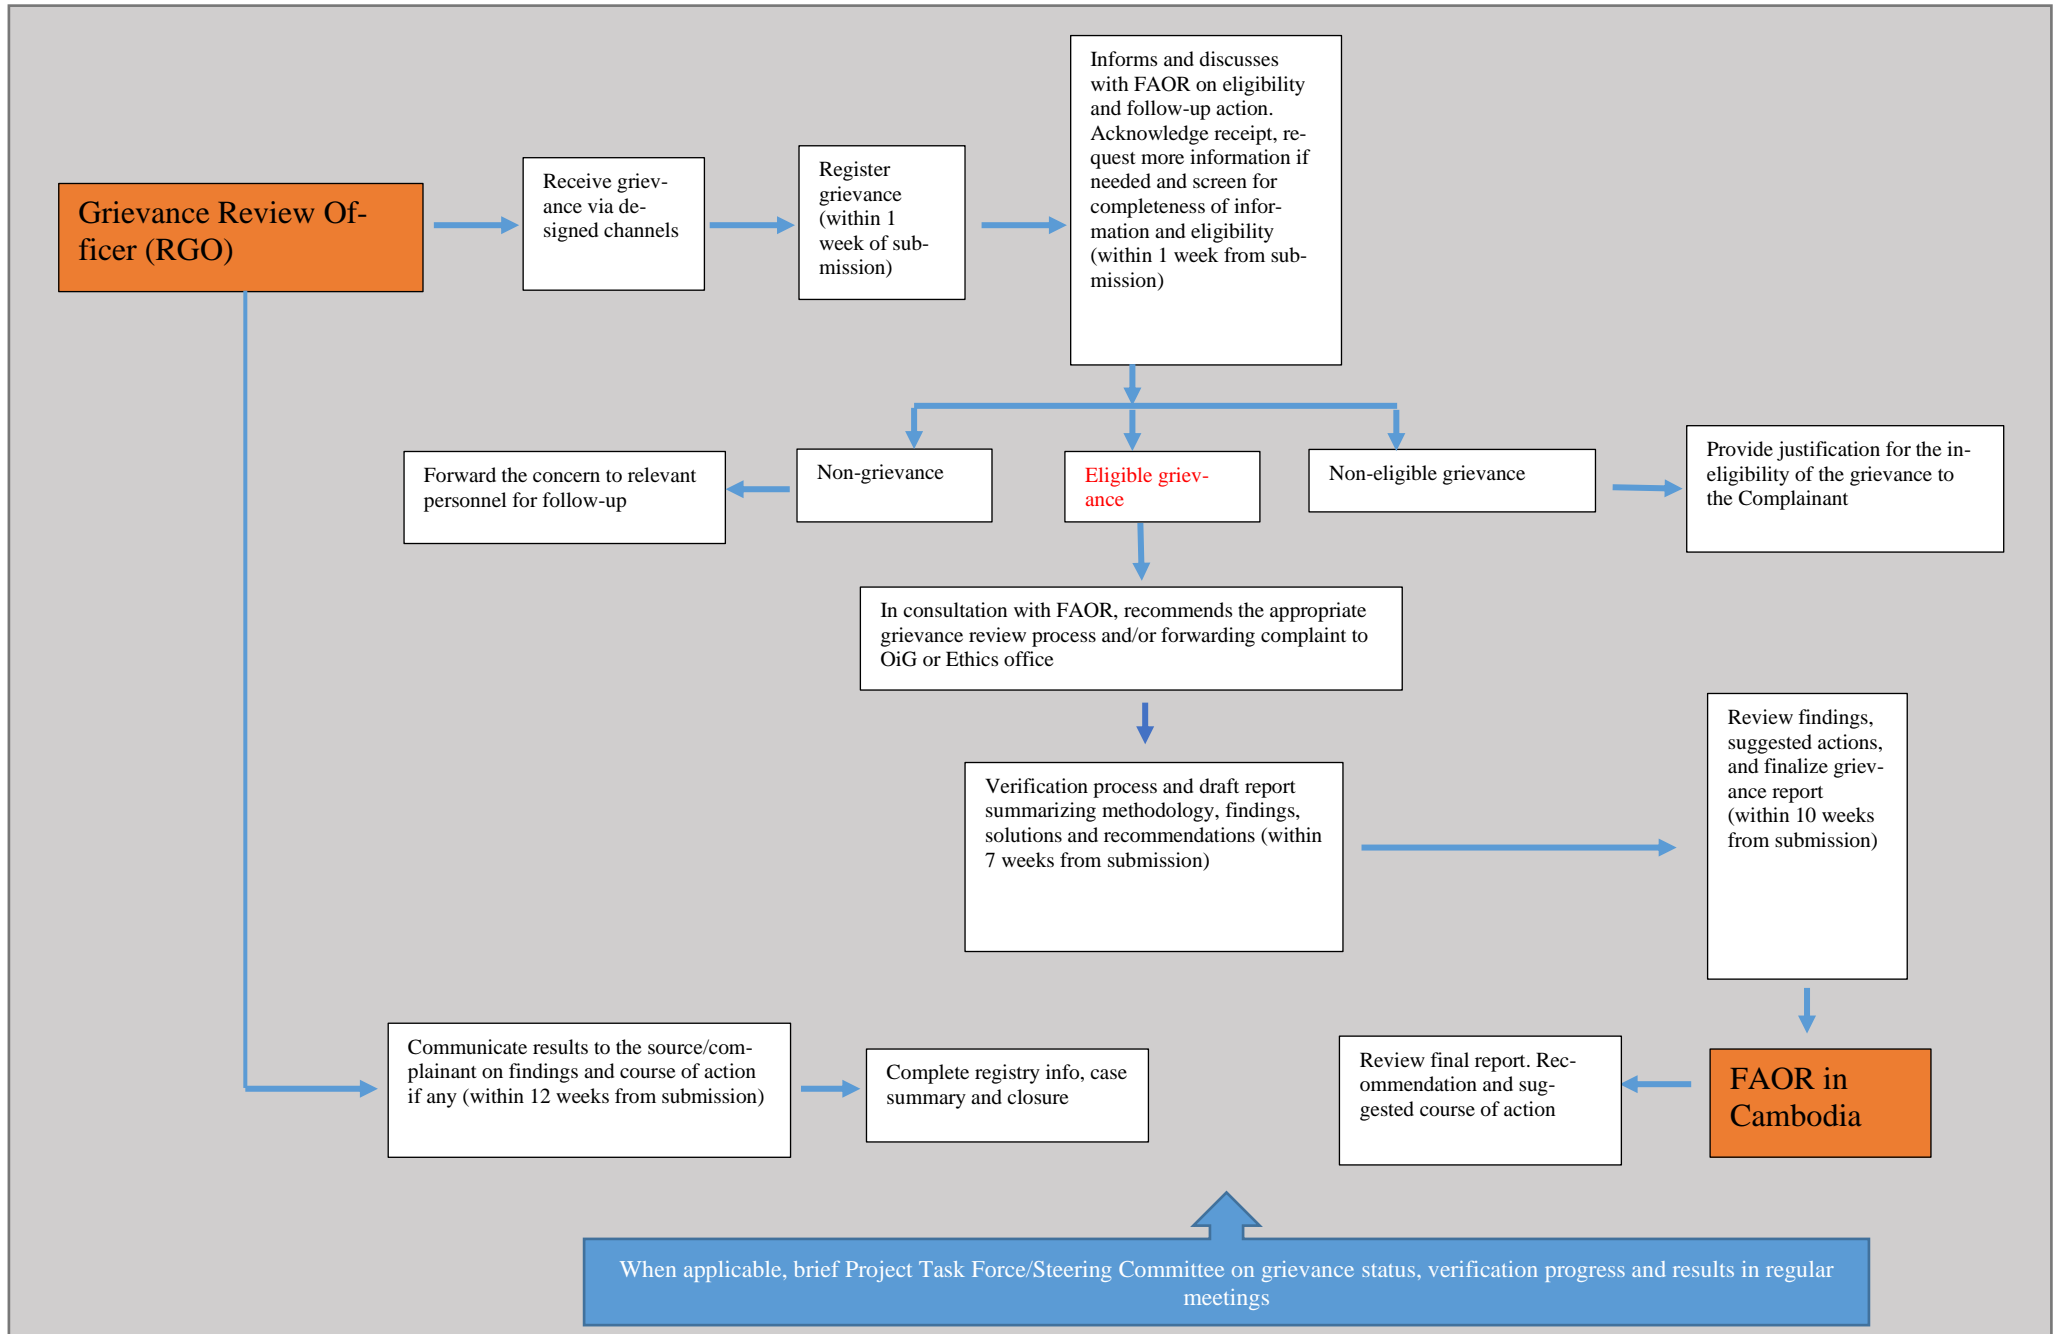 Grievance Review Of-
ficer (RGO)
Receive griev-
ance via de-
signed channels
Register
grievance
(within 1
week of sub-
mission)
Informs and discusses
with FAOR on eligibility
and follow-up action.
Acknowledge receipt, re-
quest more information if
needed and screen for
completeness of infor-
mation and eligibility
(within 1 week from sub-
mission)
Forward the concern to relevant
personnel for follow-up
Non-grievance
Eligible griev-
ance
Non-eligible grievance
Provide justification for the in-
eligibility of the grievance to
the Complainant
In consultation with FAOR, recommends the appropriate
grievance review process and/or forwarding complaint to
OiG or Ethics office
Verification process and draft report
summarizing methodology, findings,
solutions and recommendations (within
7 weeks from submission)
Review findings,
suggested actions,
and finalize griev-
ance report
(within 10 weeks
from submission)
Communicate results to the source/com-
plainant on findings and course of action
if any (within 12 weeks from submission)
Complete registry info, case
summary and closure
Review final report. Rec-
ommendation and sug-
gested course of action
FAOR in
Cambodia
When applicable, brief Project Task Force/Steering Committee on grievance status, verification progress and results in regular
meetings